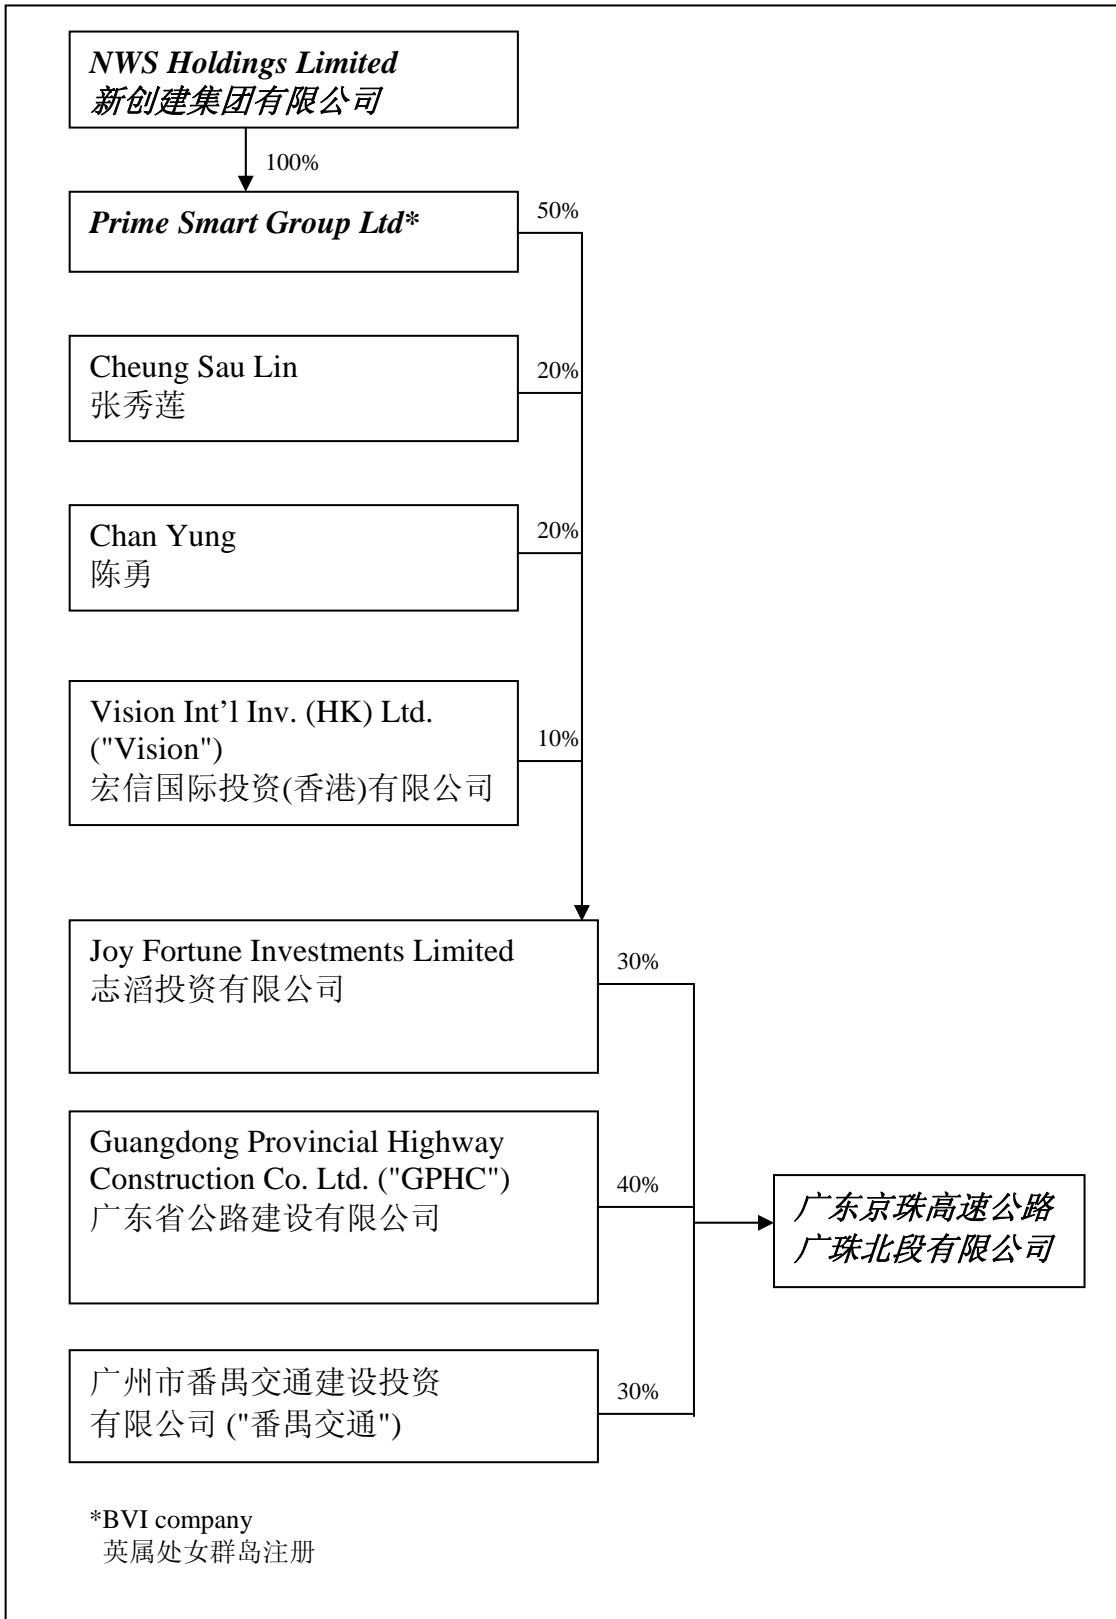 NWS Holdings Limited
新创建集团有限公司
100%
Prime Smart Group Ltd*
50%
Cheung Sau Lin
张秀莲
20%
Chan Yung
陈勇
20%
Vision Int’l Inv. (HK) Ltd.
("Vision")
宏信国际投资(香港)有限公司
10%
Joy Fortune Investments Limited
志滔投资有限公司
30%
Guangdong Provincial Highway
Construction Co. Ltd. ("GPHC")
广东省公路建设有限公司
40%
广东京珠高速公路
广珠北段有限公司
广州市番禺交通建设投资
有限公司 ("番禺交通")
30%
*BVI company
英属处女群岛注册